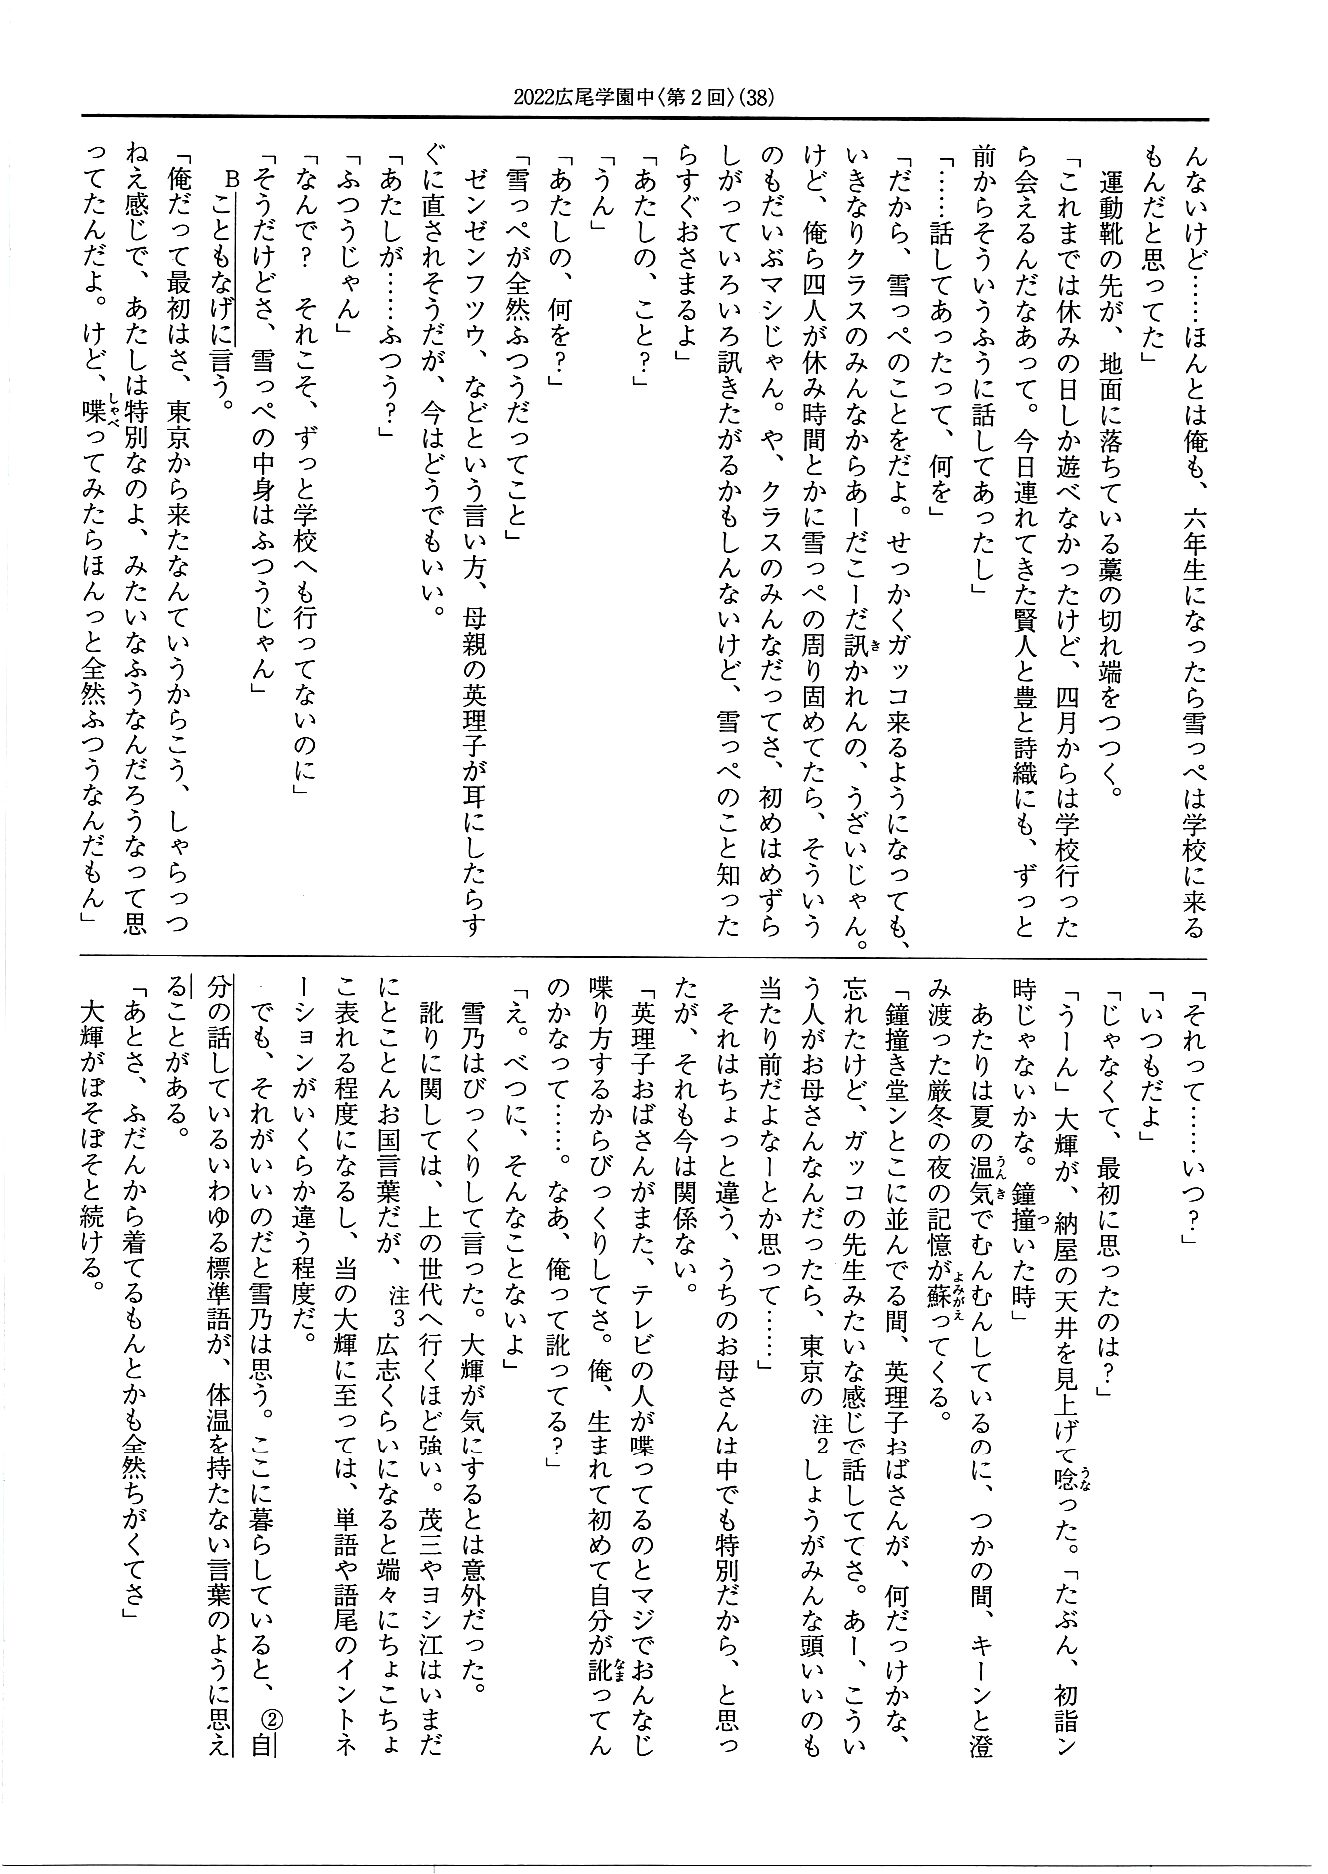 2022広尾学園中〈第２回〉(38)
んないけど……ほんとは俺も、六年生になったら雪っぺは学校に来る
もんだと思ってた」
　運動靴の先が、地面に落ちている藁の切れ端をつつく。
「これまでは休みの日しか遊べなかったけど、四月からは学校行った
ら会えるんだなあって。今日連れてきた賢人と豊と詩織にも、ずっと
前からそういうふうに話してあったし」
「……話してあったって、何を」
「だから、雪っぺのことをだよ。せっかくガッコ来るようになっても、
いきなりクラスのみんなからあーだこーだ訊かれんの、うざいじゃん。
けど、俺ら四人が休み時間とかに雪っぺの周り固めてたら、そういう
のもだいぶマシじゃん。や、クラスのみんなだってさ、初めはめずら
しがっていろいろ訊きたがるかもしんないけど、雪っぺのこと知った
らすぐおさまるよ」
「あたしの、こと？」
「うん」
「あたしの、何を？」
「雪っぺが全然ふつうだってこと」
　ゼンゼンフツウ、などという言い方、母親の英理子が耳にしたらす
ぐに直されそうだが、今はどうでもいい。
「あたしが……ふつう？」
「ふつうじゃん」
「なんで？　それこそ、ずっと学校へも行ってないのに」
「そうだけどさ、雪っぺの中身はふつうじゃん」
　Ｂこともなげに言う。
「俺だって最初はさ、東京から来たなんていうからこう、しゃらっつ
ねえ感じで、あたしは特別なのよ、みたいなふうなんだろうなって思
ってたんだよ。けど、喋ってみたらほんっと全然ふつうなんだもん」
「それって……いつ？」
「いつもだよ」
「じゃなくて、最初に思ったのは？」
「うーん」大輝が、納屋の天井を見上げて唸った。「たぶん、初詣ン
時じゃないかな。鐘撞いた時」
　あたりは夏の温気でむんむんしているのに、つかの間、キーンと澄
み渡った厳冬の夜の記憶が蘇ってくる。
「鐘撞き堂ンとこに並んでる間、英理子おばさんが、何だっけかな、
忘れたけど、ガッコの先生みたいな感じで話しててさ。あー、こうい
う人がお母さんなんだったら、東京の注２しょうがみんな頭いいのも
当たり前だよなーとか思って……」
　それはちょっと違う、うちのお母さんは中でも特別だから、と思っ
たが、それも今は関係ない。
「英理子おばさんがまた、テレビの人が喋ってるのとマジでおんなじ
喋り方するからびっくりしてさ。俺、生まれて初めて自分が訛ってん
のかなって……。なあ、俺って訛ってる？」
「え。べつに、そんなことないよ」
　雪乃はびっくりして言った。大輝が気にするとは意外だった。
　訛りに関しては、上の世代へ行くほど強い。茂三やヨシ江はいまだ
にとことんお国言葉だが、注３広志くらいになると端々にちょこちょ
こ表れる程度になるし、当の大輝に至っては、単語や語尾のイントネ
ーションがいくらか違う程度だ。
　でも、それがいいのだと雪乃は思う。ここに暮らしていると、②自
分の話しているいわゆる標準語が、体温を持たない言葉のように思え
ることがある。
「あとさ、ふだんから着てるもんとかも全然ちがくてさ」
　大輝がぼそぼそと続ける。